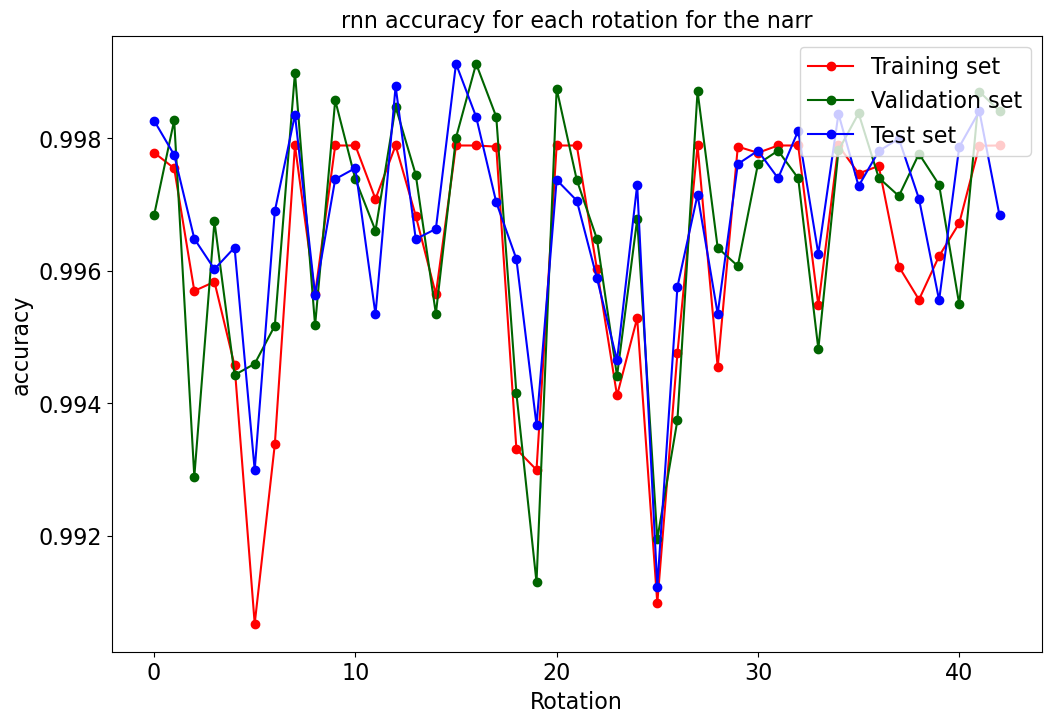 rnn accuracy for each rotation for the narr
Training set
Validation set
Test set
0.998
0.996
0.994
0.992
accuracy
0
10
20
30
40
Rotation